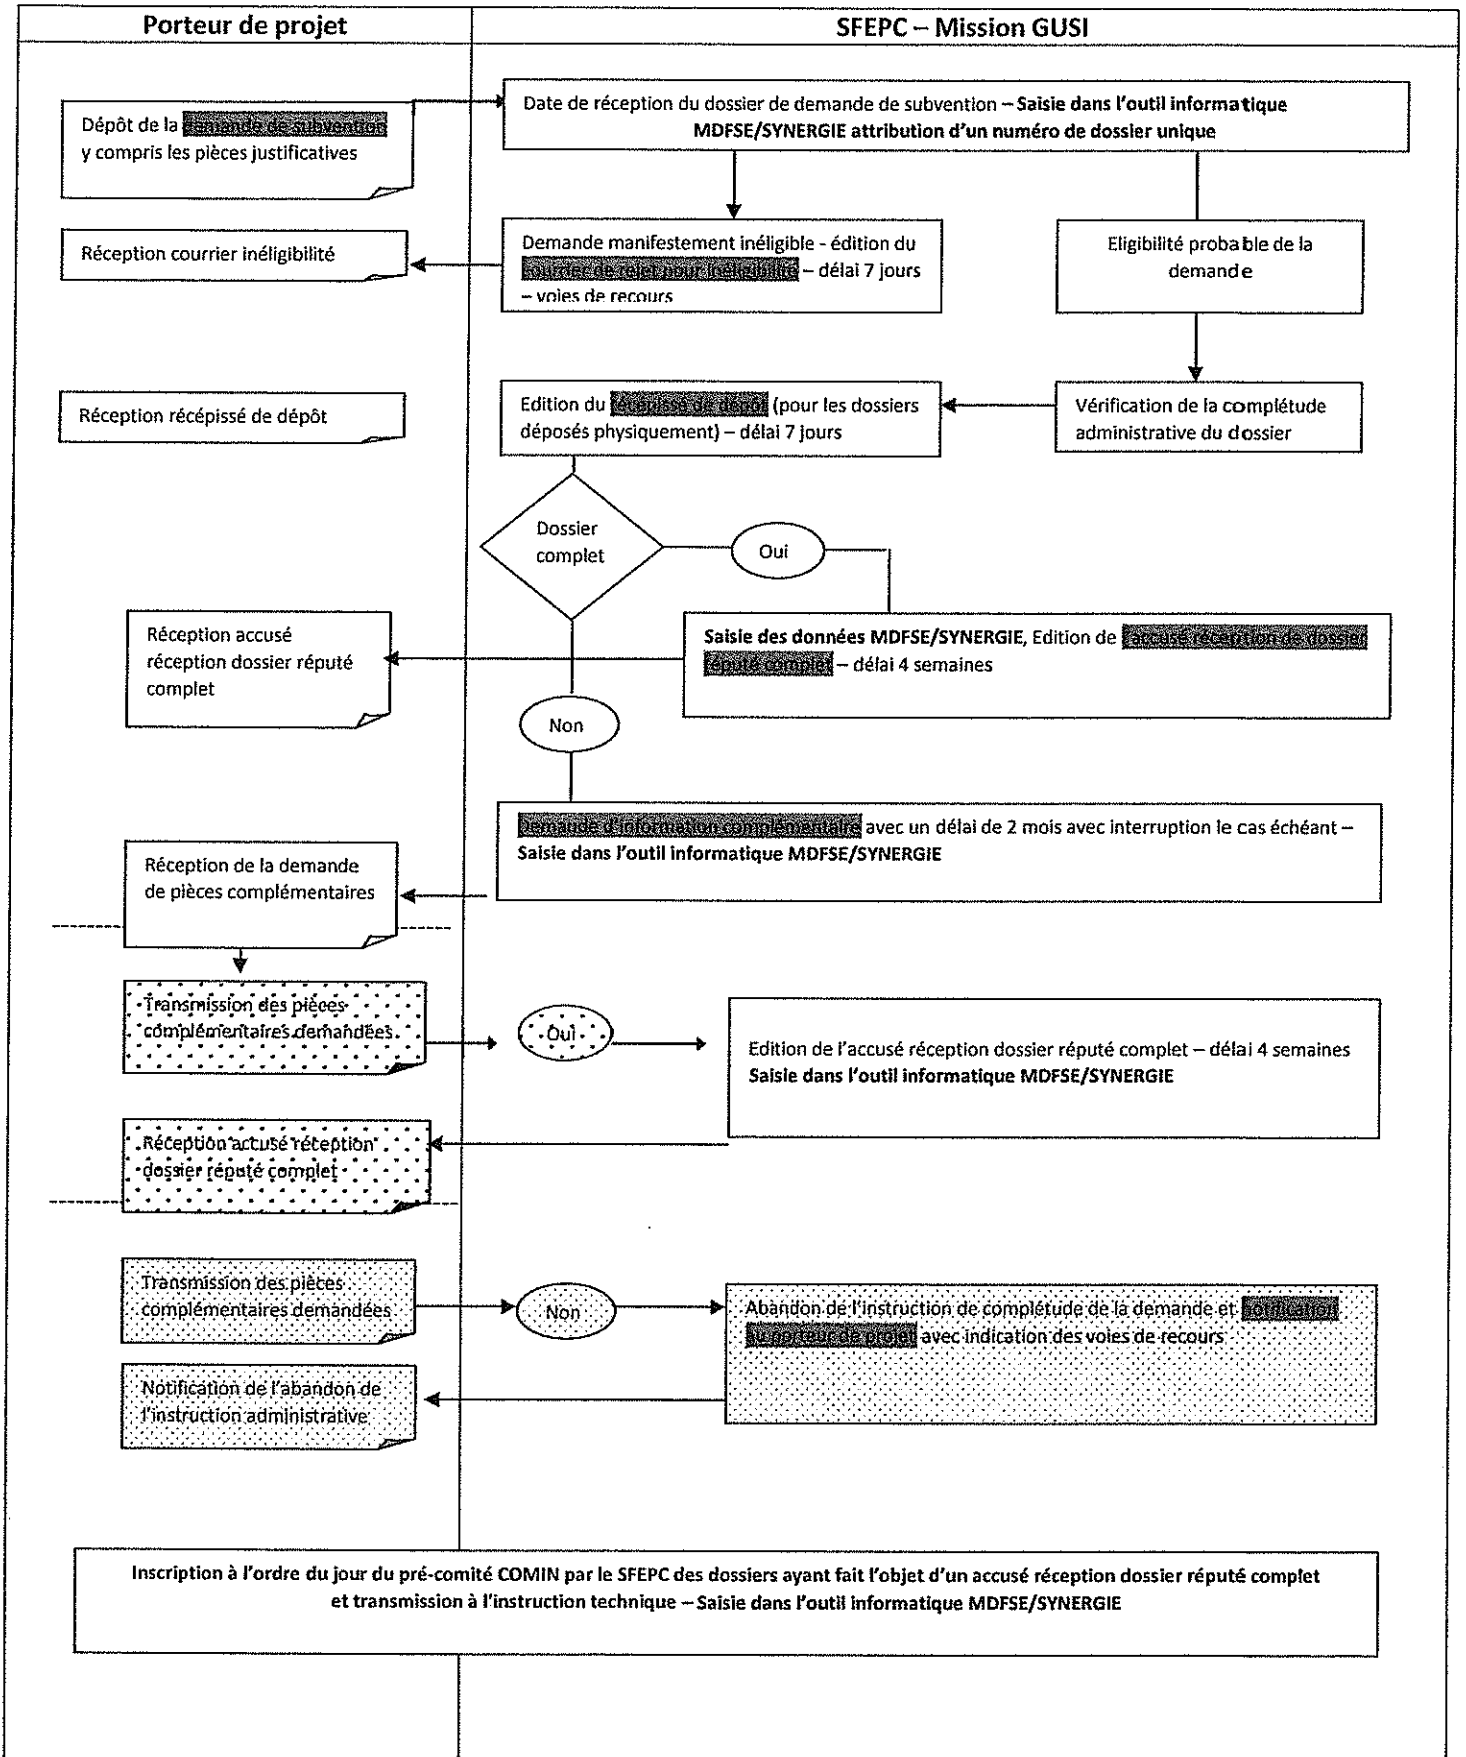 Porteur de projet
SFEPC – Mission GUSI
Dépôt de la demande de subvention
y compris les pièces justificatives
Date de réception du dossier de demande de subvention – Saisie dans l'outil informatique
MDFSE/SYNERGIE attribution d'un numéro de dossier unique
Réception courrier inéligibilité
Demande manifestement inéligible - édition du
courrier de rejet pour inéligibilité – délai 7 jours
– voies de recours
Eligibilité probable de la
demande
Réception récépissé de dépôt
Edition du récépissé de dépôt (pour les dossiers
déposés physiquement) – délai 7 jours
Vérification de la complétude
administrative du dossier
Dossier
complet
Oui
Réception accusé
réception dossier réputé
complet
Saisie des données MDFSE/SYNERGIE, Edition de l'accusé réception de dossier
réputé complet – délai 4 semaines
Non
Demande d'information complémentaire avec un délai de 2 mois avec interruption le cas échéant –
Saisie dans l'outil informatique MDFSE/SYNERGIE
Réception de la demande
de pièces complémentaires
Transmission des pièces
complémentaires demandées
Oui
Edition de l'accusé réception dossier réputé complet – délai 4 semaines
Saisie dans l'outil informatique MDFSE/SYNERGIE
Réception accusé réception
dossier réputé complet
Transmission des pièces
complémentaires demandées
Non
Abandon de l'instruction de complétude de la demande et notification
au porteur de projet avec indication des voies de recours
Notification de l'abandon de
l'instruction administrative
Inscription à l'ordre du jour du pré-comité COMIN par le SFEPC des dossiers ayant fait l'objet d'un accusé réception dossier réputé complet
et transmission à l'instruction technique – Saisie dans l'outil informatique MDFSE/SYNERGIE